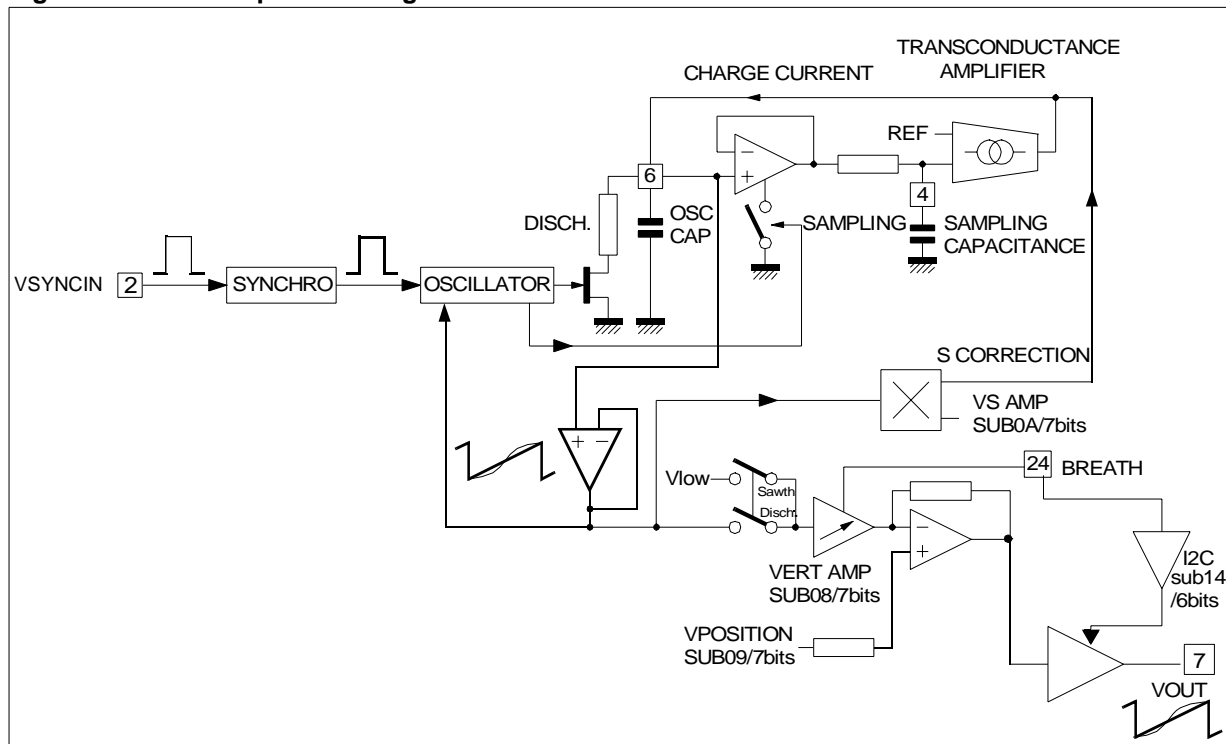 TRANSCONDUCTANCE
AMPLIFIER
CHARGE CURRENT
REF
6
4
DISCH.
OSC
CAP
SAMPLING
SAMPLING
CAPACITANCE
VSYNCIN
2
SYNCHRO
OSCILLATOR
S CORRECTION
VS AMP
SUB0A/7bits
24
BREATH
Vlow
Sawth
Disch.
I2C
sub14
/6bits
VERT AMP
SUB08/7bits
VPOSITION
SUB09/7bits
7
VOUT